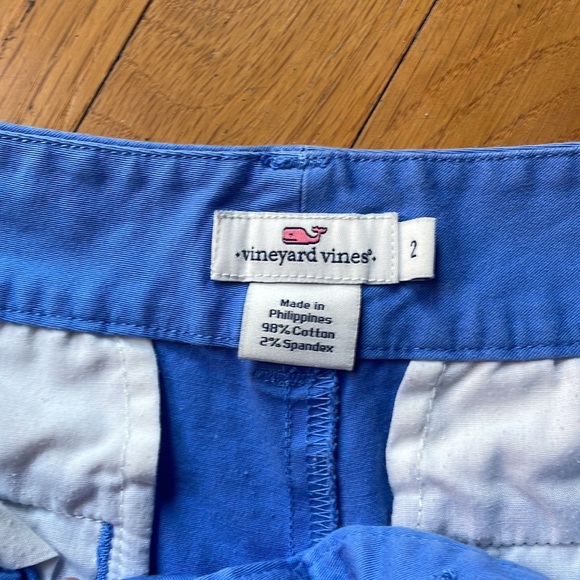 ·vineyard vines®·
2
Made in
Philippines
98% Cotton
2% Spandex